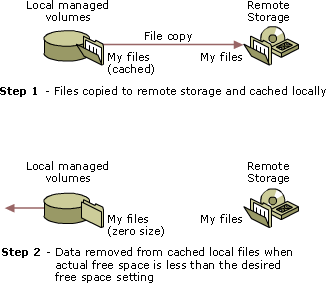 Local managed
volumes
Remote
Storage
File copy
My files
(cached)
My files
Step 1 - Files copied to remote storage and cached locally
Local managed
volumes
Remote
Storage
My files
(zero size)
My files
Step 2 - Data removed from cached local files when
actual free space is less than the desired
free space setting